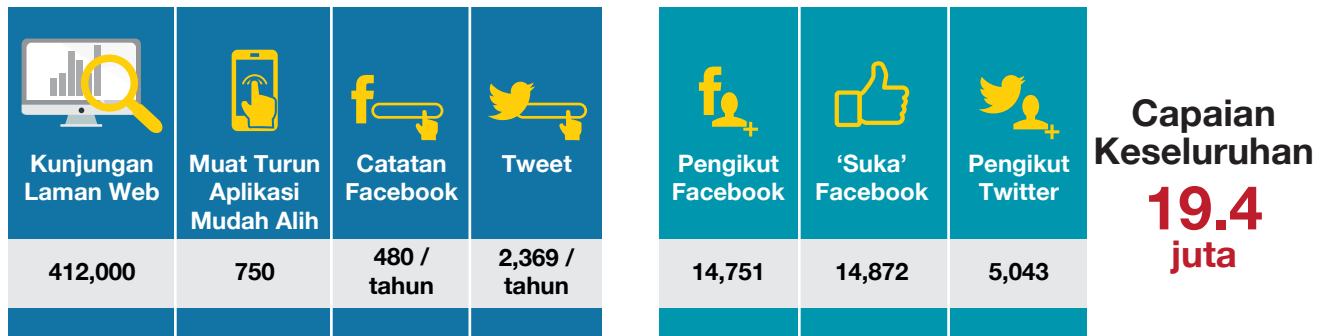 Kunjungan
Laman Web
412,000
Muat Turun
Aplikasi
Mudah Alih
750
Catatan
Facebook
480 /
tahun
Tweet
2,369 /
tahun
Pengikut
Facebook
14,751
‘Suka’
Facebook
14,872
Pengikut
Twitter
5,043
Capaian
Keseluruhan
19.4
juta